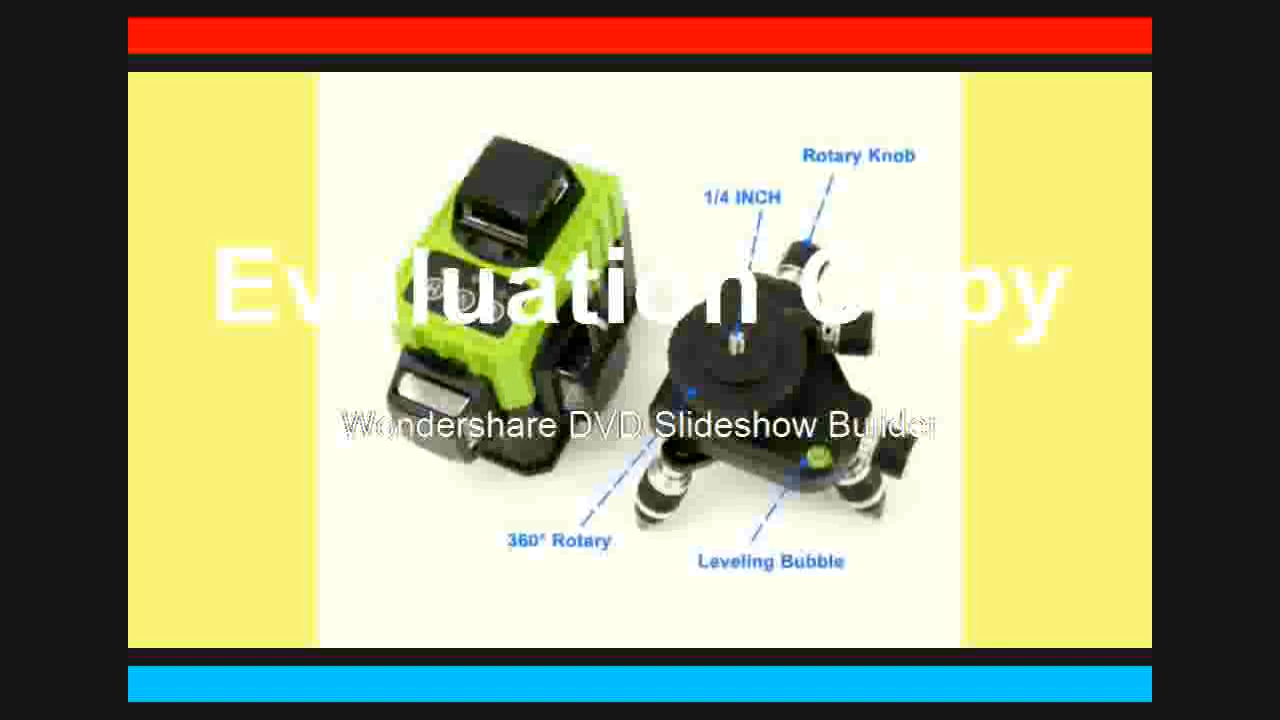 Rotary Knob
1/4 INCH
Evaluation Copy
Wondershare DVD Slideshow Builder
360° Rotary
Leveling Bubble